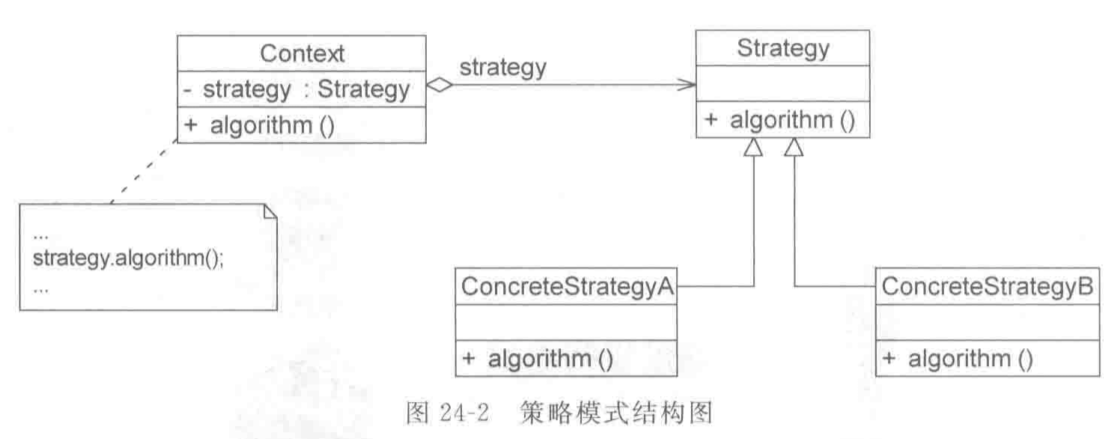 Context
- strategy : Strategy
+ algorithm ()
strategy
Strategy
+ algorithm ()
...
strategy.algorithm();
...
ConcreteStrategyA
+ algorithm ()
ConcreteStrategyB
+ algorithm ()
图 24-2 策略模式结构图